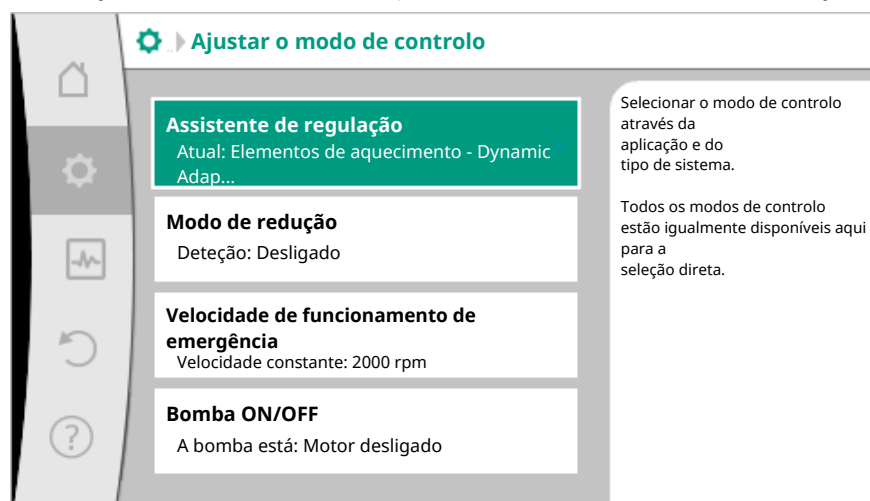 Ajustar o modo de controlo
Assistente de regulação
Atual: Elementos de aquecimento - Dynamic
Adap...
Modo de redução
Deteção: Desligado
Velocidade de funcionamento de
emergência
Velocidade constante: 2000 rpm
Bomba ON/OFF
A bomba está: Motor desligado
Selecionar o modo de controlo
através da
aplicação e do
tipo de sistema.
Todos os modos de controlo
estão igualmente disponíveis aqui
para a
seleção direta.